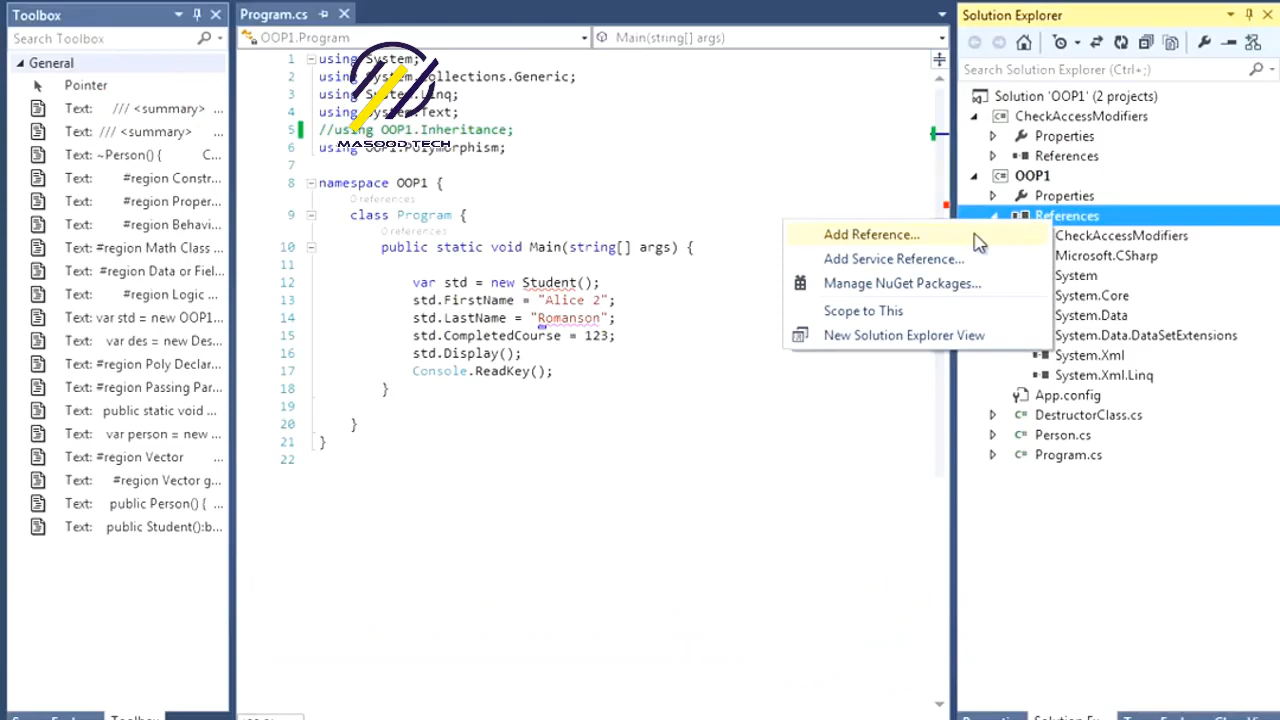 Toolbox
Search Toolbox
General
Pointer
Text: /// <summary>
Text: /// <summary>
Text: ~Person() { C...
Text: #region Constr...
Text: #region Proper...
Text: #region Behavi...
Text: #region Math Class ...
Text: #region Data or Fiel...
Text: #region Logic ...
Text: var std = new OOP1...
Text: var des = new Des...
Text: #region Poly Declar...
Text: #region Passing Par...
Text: public static void ...
Text: var person = new ...
Text: #region Vector ...
Text: #region Vector g...
Text: public Person() { ...
Text: public Student():b...
Toolbox
Program.cs
OOP1.Program
Main(string[] args)
1 using System;
2 using System.Collections.Generic;
3 using System.Linq;
4 using System.Text;
5 //using OOP1.Inheritance;
6 using OOP1.Polymorphism;
MASOOD TECH
7
8 namespace OOP1 {
0 references
9 class Program {
0 references
10 public static void Main(string[] args) {
11
12 var std = new Student();
13 std.FirstName = "Alice 2";
14 std.LastName = "Romanson";
15 std.CompletedCourse = 123;
16 std.Display();
17 Console.ReadKey();
18 }
19
20 }
21 }
22
Add Reference...
Add Service Reference...
Manage NuGet Packages...
Scope to This
New Solution Explorer View
Solution Explorer
Search Solution Explorer (Ctrl+;)
Solution 'OOP1' (2 projects)
CheckAccessModifiers
Properties
References
OOP1
Properties
References
CheckAccessModifiers
Microsoft.CSharp
System
System.Core
System.Data
System.Data.DataSetExtensions
System.Xml
System.Xml.Linq
App.config
DestructorClass.cs
Person.cs
Program.cs